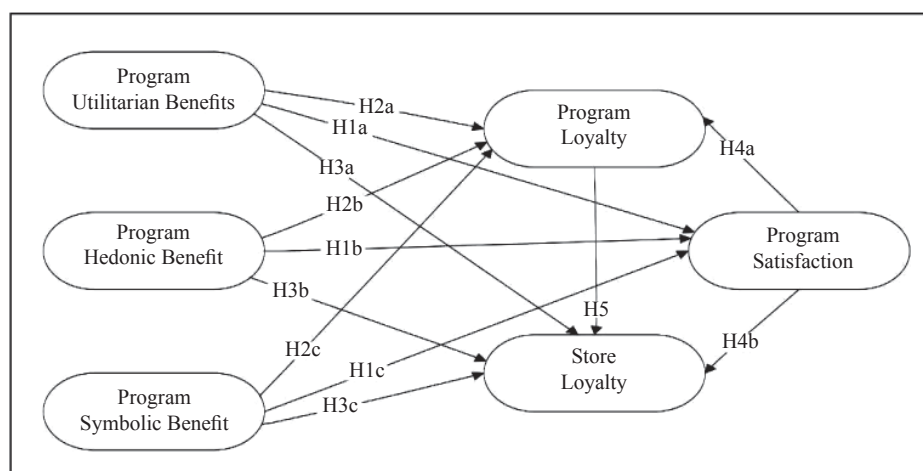 Program
Utilitarian Benefits
H2a
H1a
H3a
Program
Loyalty
H4a
H2b
Program
Hedonic Benefit
H1b
Program
Satisfaction
H3b
H5
H2c
H4b
Store
Loyalty
H1c
H3c
Program
Symbolic Benefit